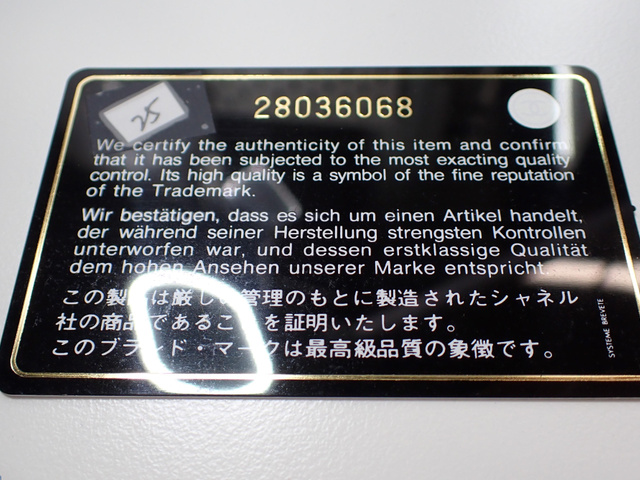 25
28036068
We certify the authenticity of this item and confirm
that it has been subjected to the most exacting quality
control. Its high quality is a symbol of the fine reputation
of the Trademark.
Wir bestätigen, dass es sich um einen Artikel handelt,
der während seiner Herstellung strengsten Kontrollen
unterworfen war, und dessen erstklassige Qualität
dem hohen Ansehen unserer Marke entspricht.
この製品は厳しい管理のもとに製造されたシャネル
社の商品であることを証明いたします。
このブランド・マークは最高級品質の象徴です。
SYSTEME BREVETE